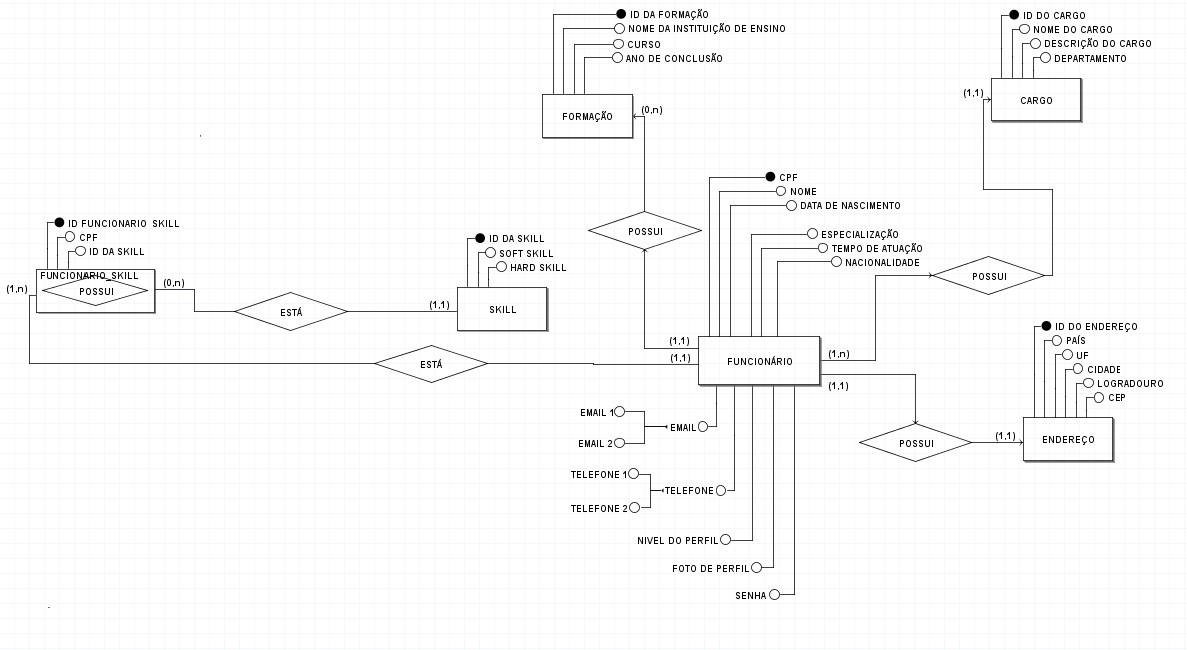 ID DA FORMAÇÃO
NOME DA INSTITUIÇÃO DE ENSINO
CURSO
ANO DE CONCLUSÃO
FORMAÇÃO
(0,n)
ID DO CARGO
NOME DO CARGO
DESCRIÇÃO DO CARGO
DEPARTAMENTO
(1,1)
CARGO
CPF
NOME
DATA DE NASCIMENTO
ESPECIALIZAÇÃO
TEMPO DE ATUAÇÃO
NACIONALIDADE
POSSUI
POSSUI
ID FUNCIONARIO SKILL
CPF
ID DA SKILL
FUNCIONARIO_SKILL
POSSUI
(1,n)
(0,n)
ESTÁ
ID DA SKILL
SOFT SKILL
HARD SKILL
(1,1)
SKILL
ESTÁ
(1,1)
(1,1)
FUNCIONÁRIO
(1,n)
(1,1)
ID DO ENDEREÇO
PAÍS
UF
CIDADE
LOGRADOURO
CEP
POSSUI
(1,1)
ENDEREÇO
EMAIL 1
EMAIL
EMAIL 2
TELEFONE 1
TELEFONE
TELEFONE 2
NIVEL DO PERFIL
FOTO DE PERFIL
SENHA